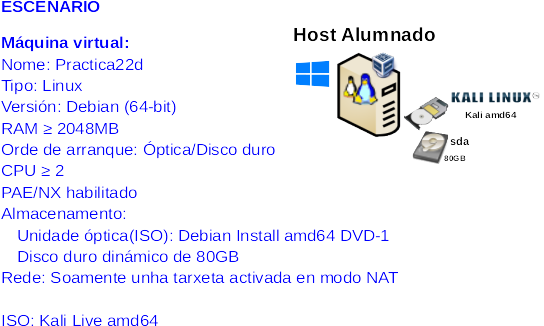 ESCENARIO
Máquina virtual:
Nome: Practica22d
Tipo: Linux
Versión: Debian (64-bit)
RAM ≥ 2048MB
Orde de arranque: Óptica/Disco duro
CPU ≥ 2
PAE/NX habilitado
Almacenamento:
Unidade óptica(ISO): Debian Install amd64 DVD-1
Disco duro dinámico de 80GB
Rede: Soamente unha tarxeta activada en modo NAT
ISO: Kali Live amd64
Host Alumnado
KALI LINUX
Kali amd64
sda
80GB